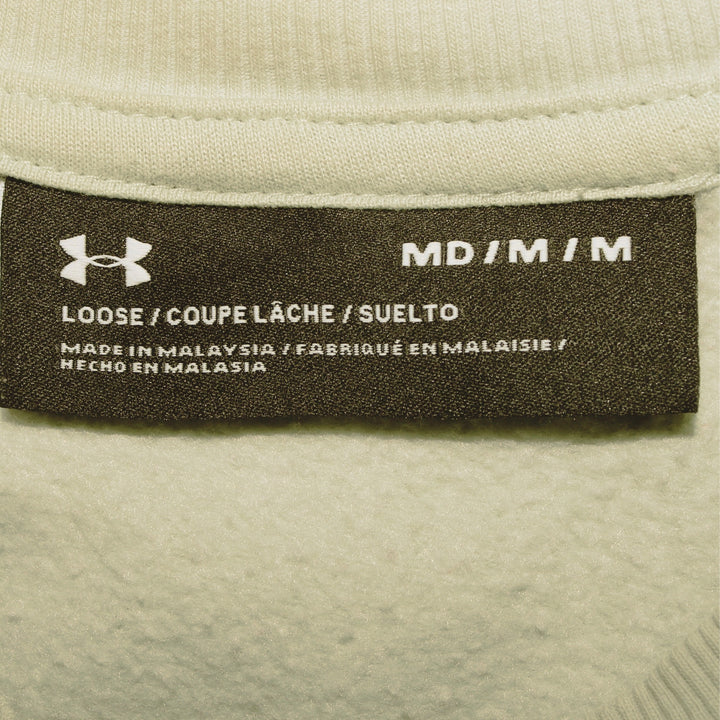 MD / M / M
LOOSE / COUPE LÂCHE / SUELTO
MADE IN MALAYSIA / FABRIQUÉ EN MALAISIE /
HECHO EN MALASIA